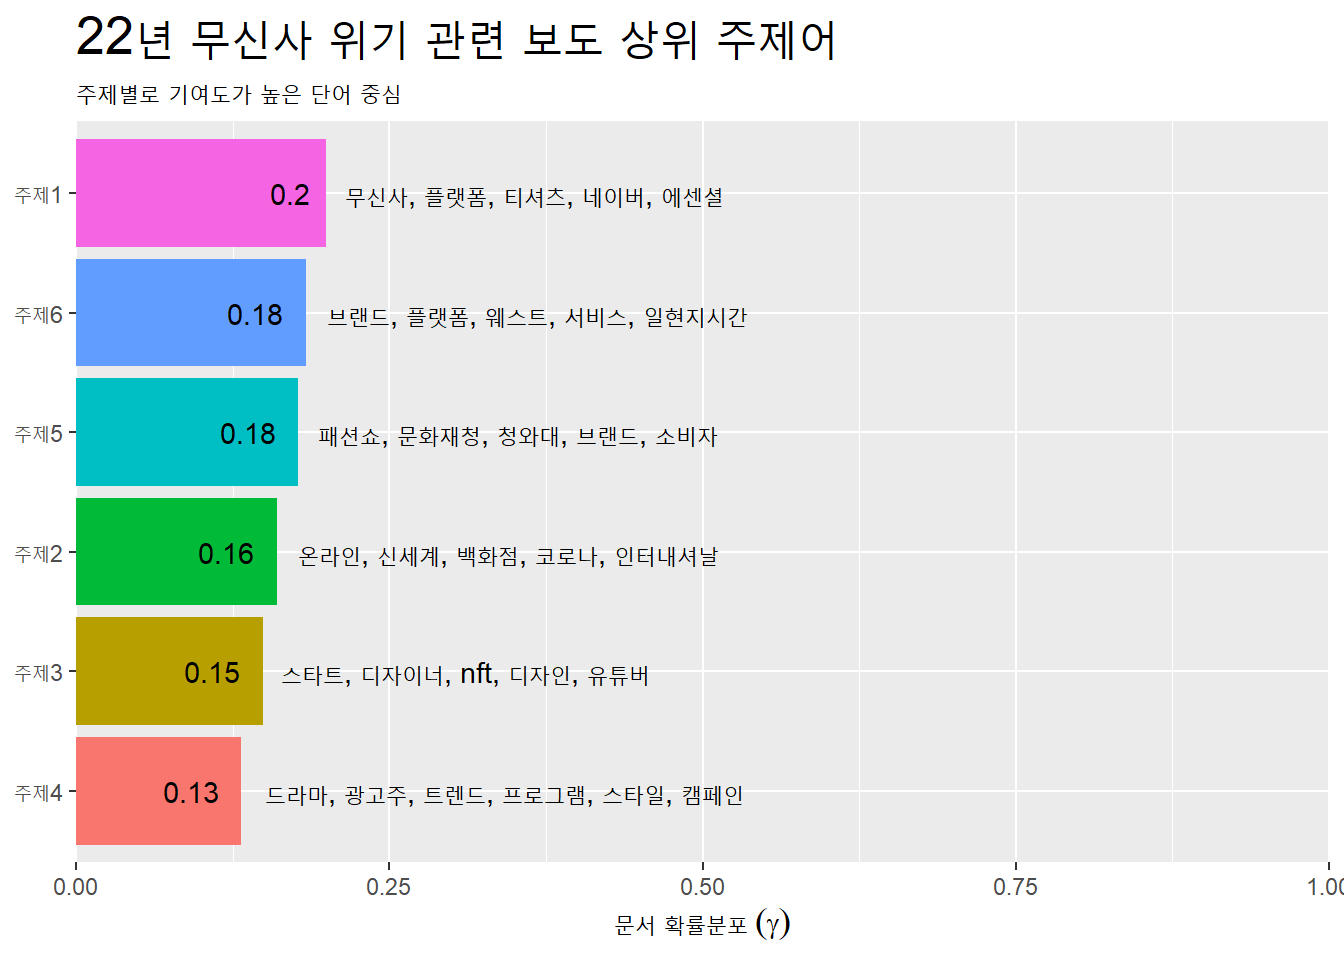 22년 무신사 위기 관련 보도 상위 주제어
주제별로 기여도가 높은 단어 중심
주제1 0.2 무신사, 플랫폼, 티셔츠, 네이버, 에센셜
주제6 0.18 브랜드, 플랫폼, 웨스트, 서비스, 일현지시간
주제5 0.18 패션쇼, 문화재청, 청와대, 브랜드, 소비자
주제2 0.16 온라인, 신세계, 백화점, 코로나, 인터내셔날
주제3 0.15 스타트, 디자이너, nft, 디자인, 유튜버
주제4 0.13 드라마, 광고주, 트렌드, 프로그램, 스타일, 캠페인
0.00 0.25 0.50 0.75 1.00
문서 확률분포 (γ)